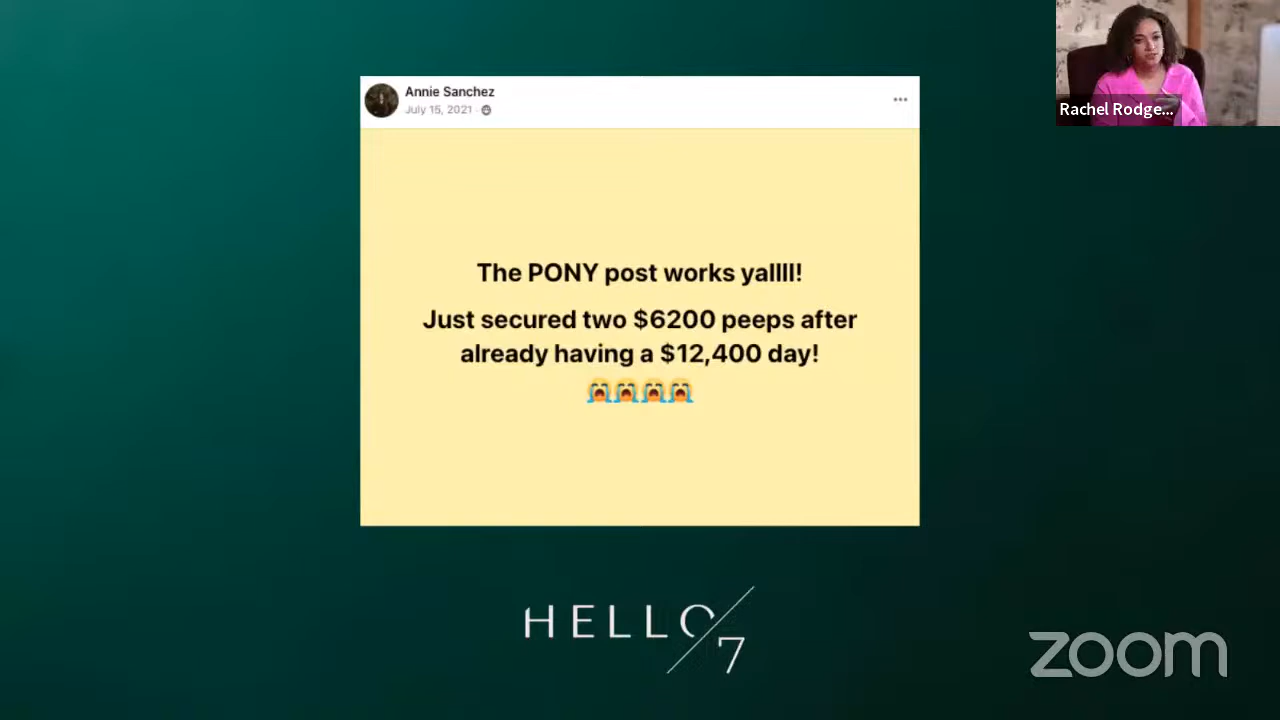 Annie Sanchez
July 15, 2021
The PONY post works yallll!
Just secured two $6200 peeps after
already having a $12,400 day!
😭😭😭😭
HELLO
7
Rachel Rodge...
zoom